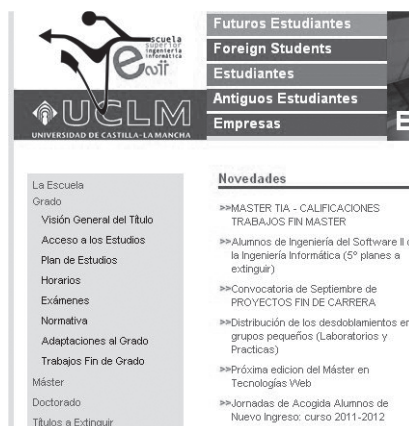 escuela
superior
ingeniería
informática
UCLM
UNIVERSIDAD DE CASTILLA-LA MANCHA
Futuros Estudiantes
Foreign Students
Estudiantes
Antiguos Estudiantes
Empresas
E
La Escuela
Grado
Visión General del Título
Acceso a los Estudios
Plan de Estudios
Horarios
Exámenes
Normativa
Adaptaciones al Grado
Trabajos Fin de Grado
Máster
Doctorado
Títulos a Extinguir
Novedades
>>MASTER TIA - CALIFICACIONES
TRABAJOS FIN MASTER
>>Alumnos de Ingeniería del Software II
la Ingeniería Informática (5º planes a
extinguir)
>>Convocatoria de Septiembre de
PROYECTOS FIN DE CARRERA
>>Distribución de los desdoblamientos en
grupos pequeños (Laboratorios y
Practicas)
>>Próxima edicion del Máster en
Tecnologías Web
>>Jornadas de Acogida Alumnos de
Nuevo Ingreso: curso 2011-2012